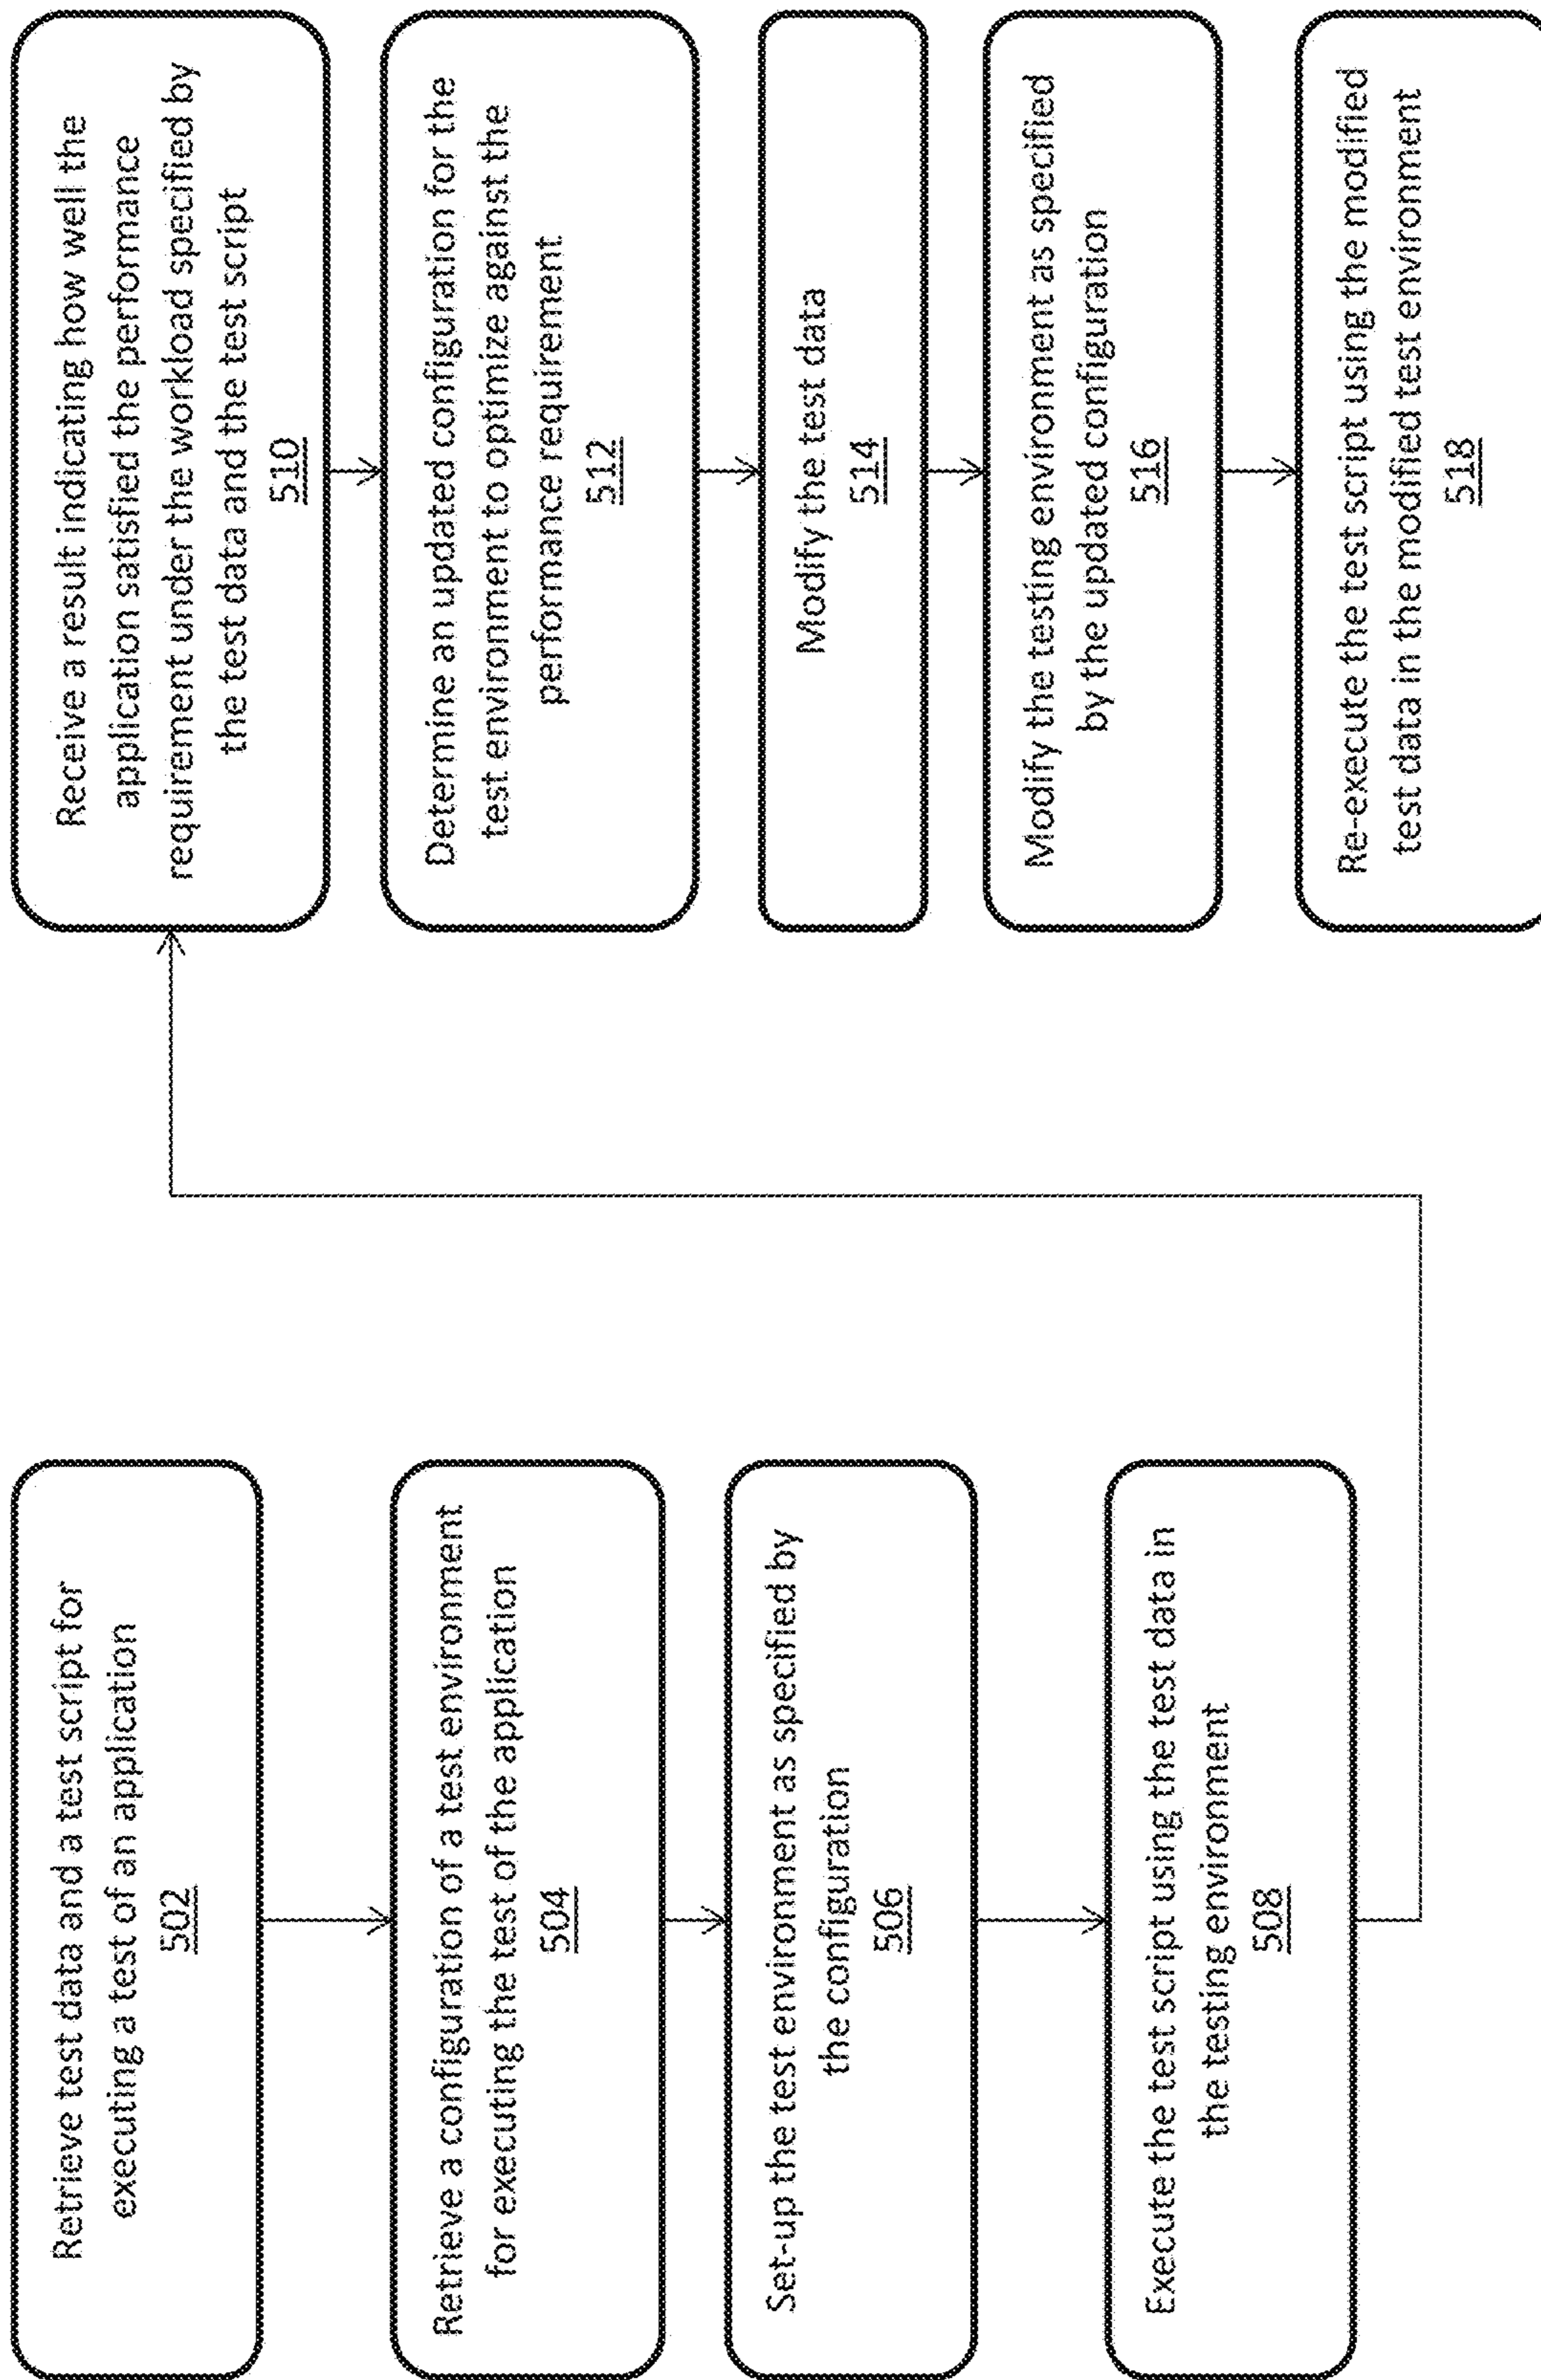 Retrieve test data and a test script for
executing a test of an application
502
Retrieve a configuration of a test environment
for executing the test of the application
504
Set-up the test environment as specified by
the configuration
506
Execute the test script using the test data in
the testing environment
508
Receive a result indicating how well the
application satisfied the performance
requirement under the workload specified by
the test data and the test script
510
Determine an updated configuration for the
test environment to optimize against the
performance requirement
512
Modify the test data
514
Modify the testing environment as specified
by the updated configuration
516
Re-execute the test script using the modified
test data in the modified test environment
518